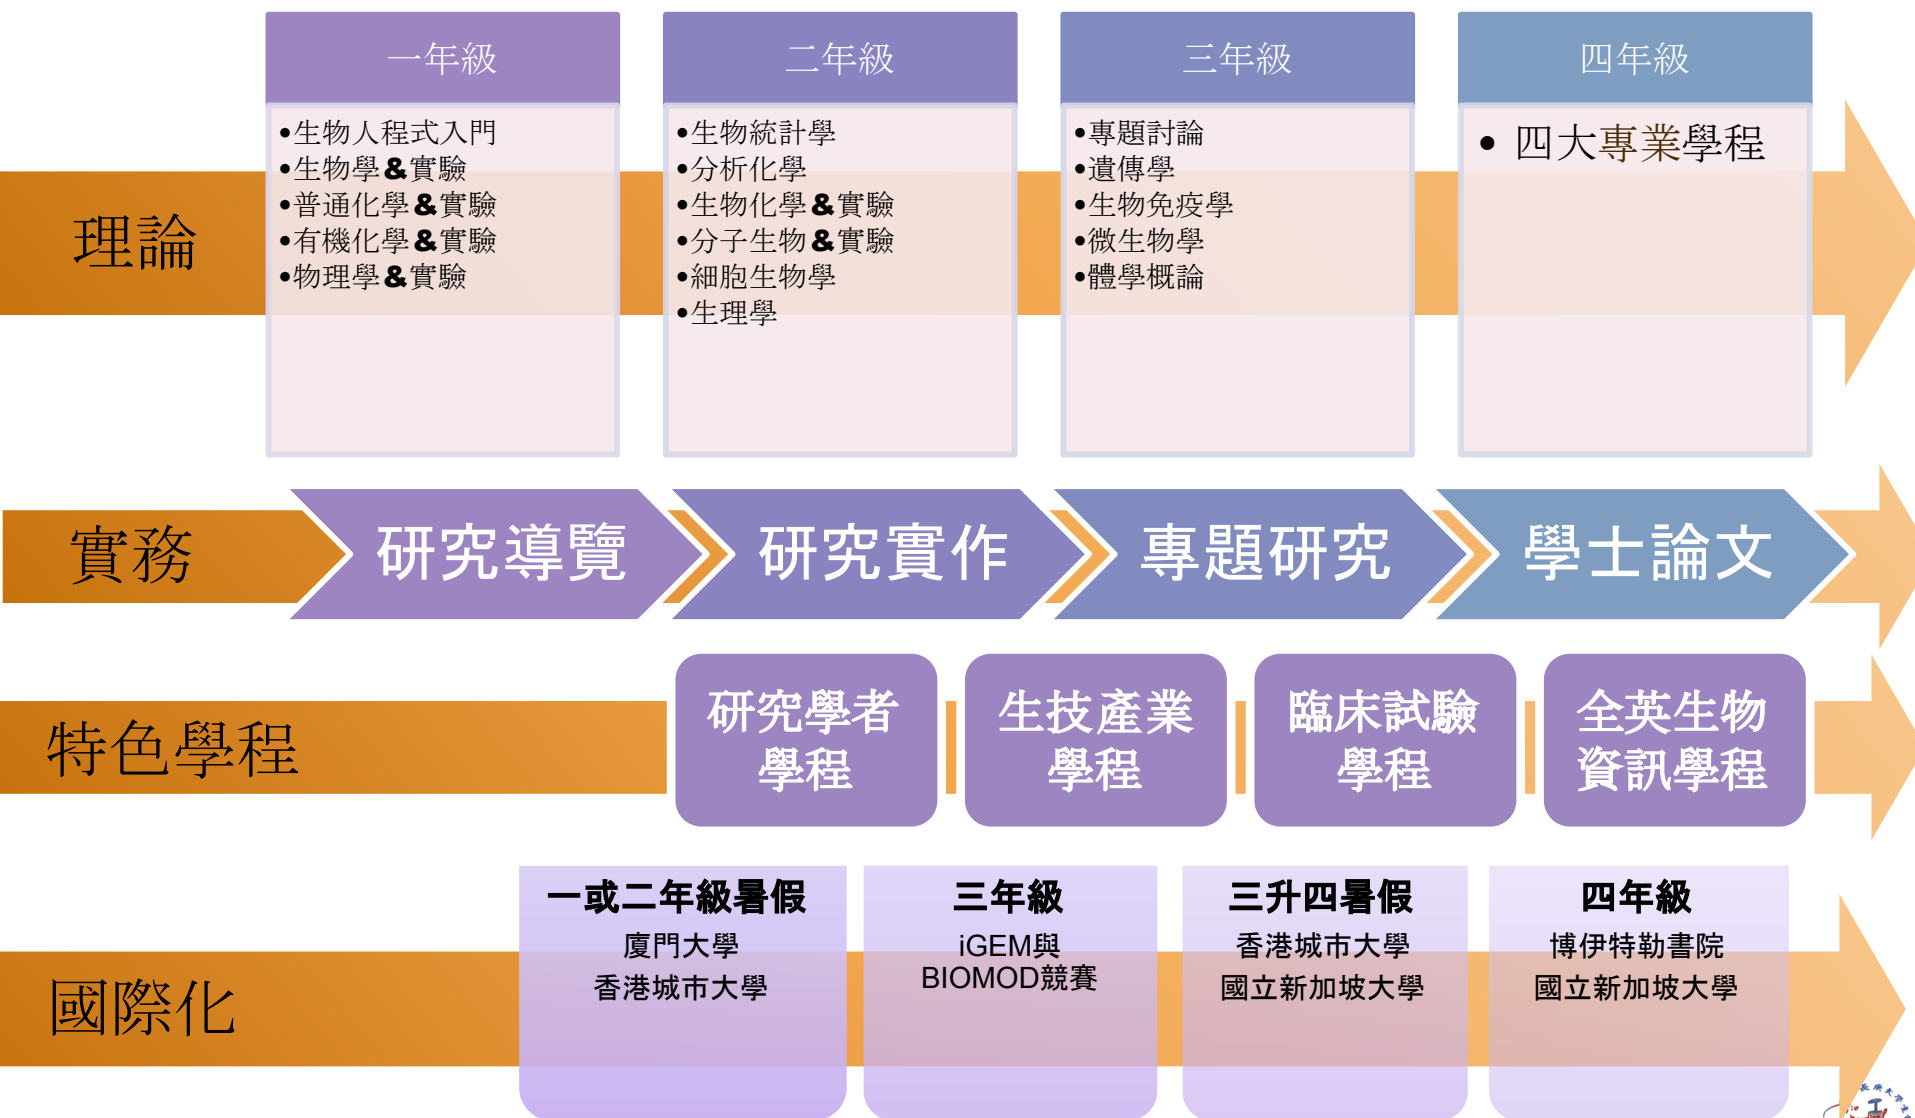 一年級
二年級
三年級
四年級
理論
•生物人程式入門
•生物學&實驗
•普通化學&實驗
•有機化學&實驗
•物理學&實驗
•生物統計學
•分析化學
•生物化學&實驗
•分子生物&實驗
•細胞生物學
•生理學
•專題討論
•遺傳學
•生物免疫學
•微生物學
•體學概論
• 四大專業學程
實務
研究導覽
研究實作
專題研究
學士論文
特色學程
研究學者
學程
生技產業
學程
臨床試驗
學程
全英生物
資訊學程
國際化
一或二年級暑假
廈門大學
香港城市大學
三年級
iGEM與
BIOMOD競賽
三升四暑假
香港城市大學
國立新加坡大學
四年級
博伊特勒書院
國立新加坡大學